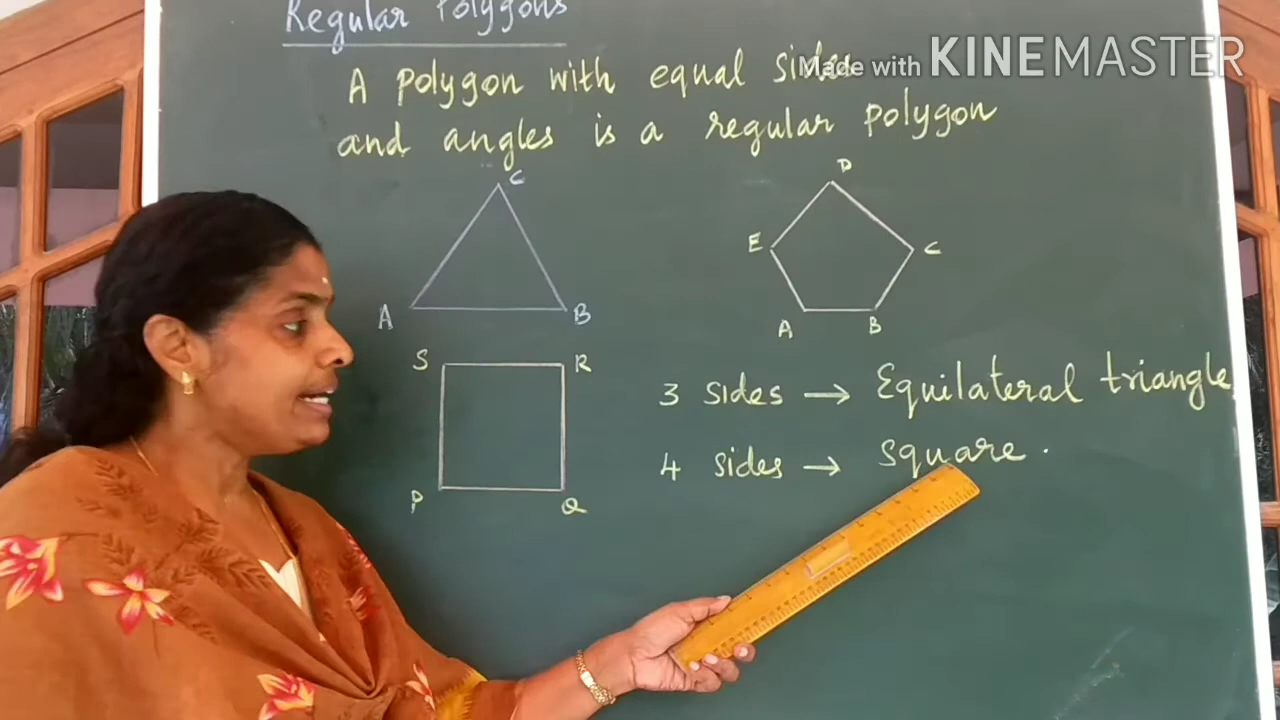 Regular Polygons
Made with KINEMASTER
A polygon with equal sides
and angles is a regular polygon
C
D
E
C
A
B
A
B
S
R
3 sides → Equilateral triangle
4 sides → square.
P
Q